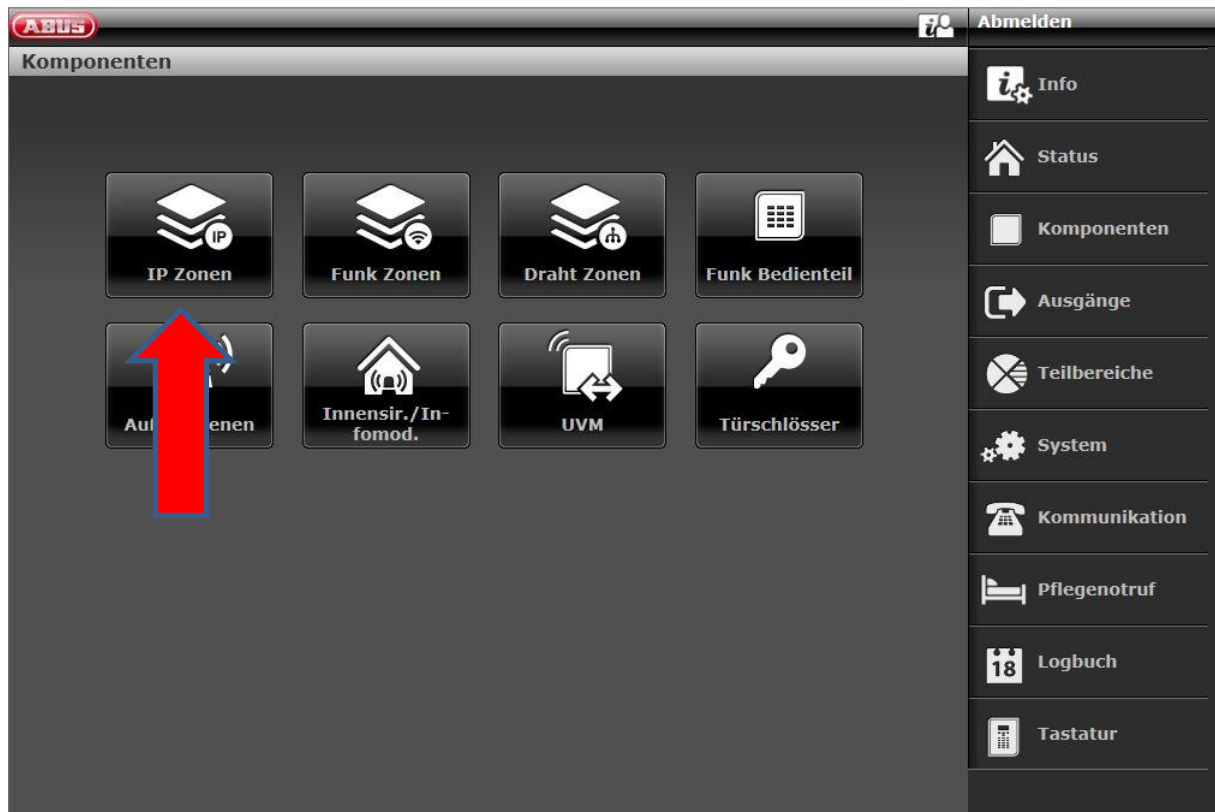 ABUS
Abmelden
Komponenten
Info
Status
Komponenten
Ausgänge
Teilbereiche
System
Kommunikation
Pflegenotruf
18 Logbuch
Tastatur
IP
IP Zonen
Funk Zonen
Draht Zonen
Funk Bedienteil
Innensir./In-
fomod.
UVM
Türschlösser